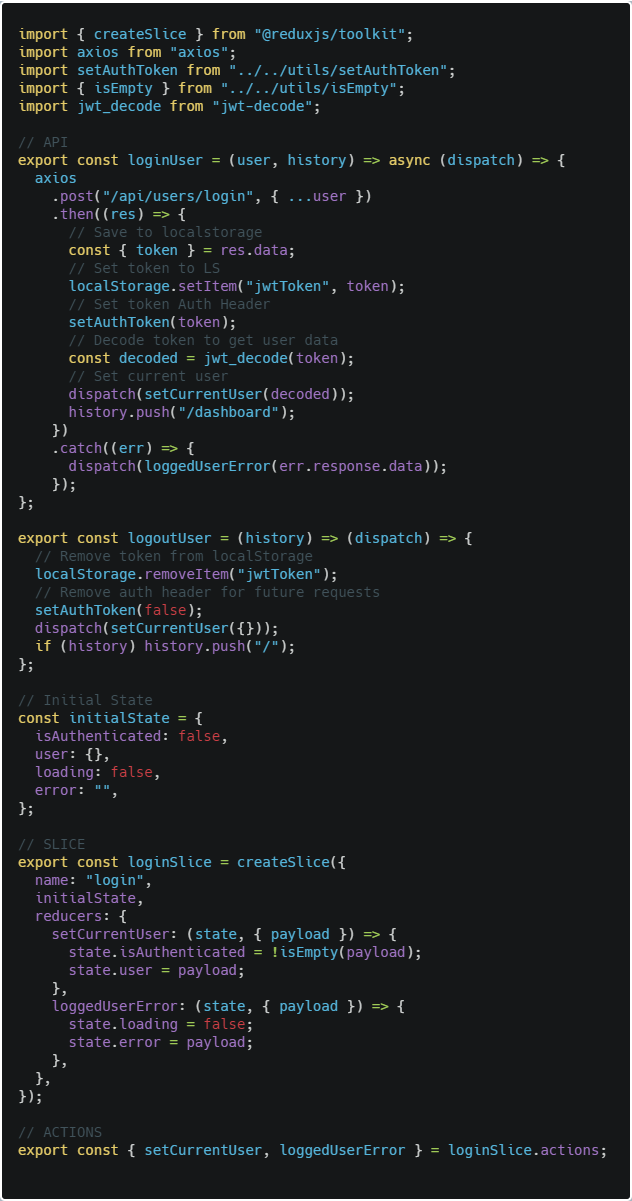 import { createSlice } from "@reduxjs/toolkit";
import axios from "axios";
import setAuthToken from "../../utils/setAuthToken";
import { isEmpty } from "../../utils/isEmpty";
import jwt_decode from "jwt-decode";

// API
export const loginUser = (user, history) => async (dispatch) => {
  axios
    .post("/api/users/login", { ...user })
    .then((res) => {
      // Save to localstorage
      const { token } = res.data;
      // Set token to LS
      localStorage.setItem("jwtToken", token);
      // Set token Auth Header
      setAuthToken(token);
      // Decode token to get user data
      const decoded = jwt_decode(token);
      // Set current user
      dispatch(setCurrentUser(decoded));
      history.push("/dashboard");
    })
    .catch((err) => {
      dispatch(loggedUserError(err.response.data));
    });
};

export const logoutUser = (history) => (dispatch) => {
  // Remove token from localStorage
  localStorage.removeItem("jwtToken");
  // Remove auth header for future requests
  setAuthToken(false);
  dispatch(setCurrentUser({}));
  if (history) history.push("/");
};

// Initial State
const initialState = {
  isAuthenticated: false,
  user: {},
  loading: false,
  error: "",
};

// SLICE
export const loginSlice = createSlice({
  name: "login",
  initialState,
  reducers: {
    setCurrentUser: (state, { payload }) => {
      state.isAuthenticated = !isEmpty(payload);
      state.user = payload;
    },
    loggedUserError: (state, { payload }) => {
      state.loading = false;
      state.error = payload;
    },
  },
});

// ACTIONS
export const { setCurrentUser, loggedUserError } = loginSlice.actions;